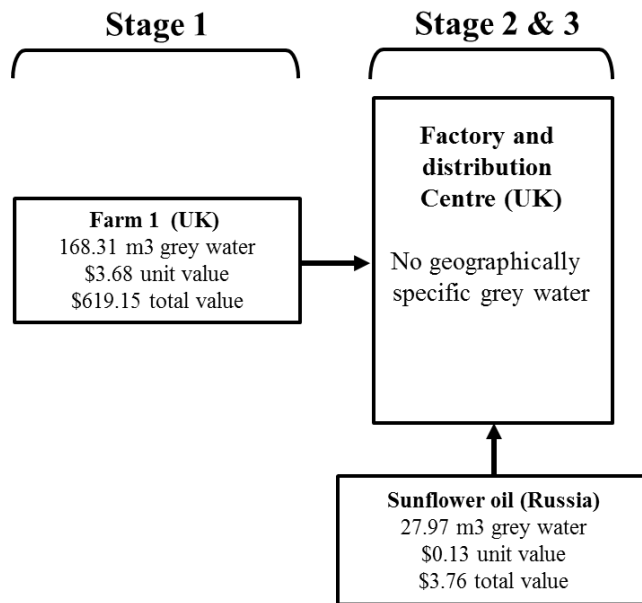 Stage 1
Stage 2 & 3
Factory and
distribution
Centre (UK)
No geographically
specific grey water
Farm 1 (UK)
168.31 m3 grey water
$3.68 unit value
$619.15 total value
Sunflower oil (Russia)
27.97 m3 grey water
$0.13 unit value
$3.76 total value